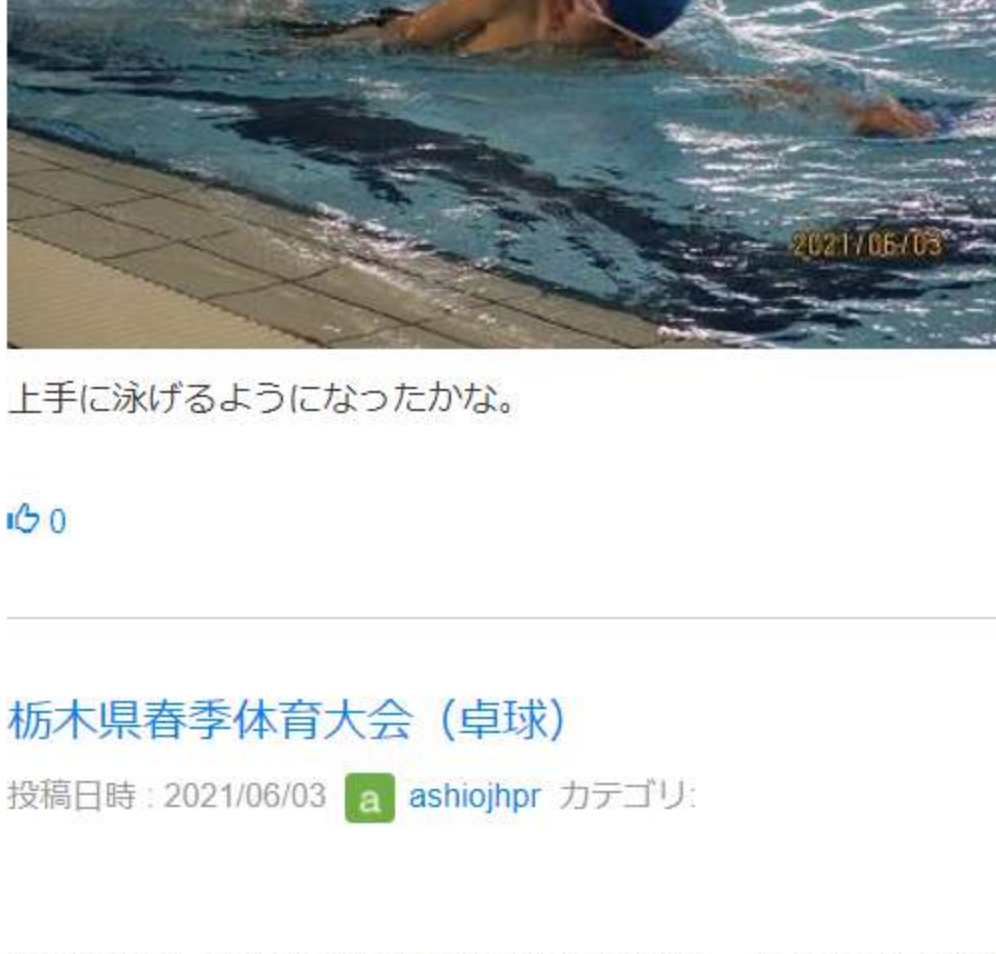 2021/06/03
上手に泳げるようになったかな。
0
栃木県春季体育大会（卓球）
投稿日時 : 2021/06/03 a ashiojhpr カテゴリ: